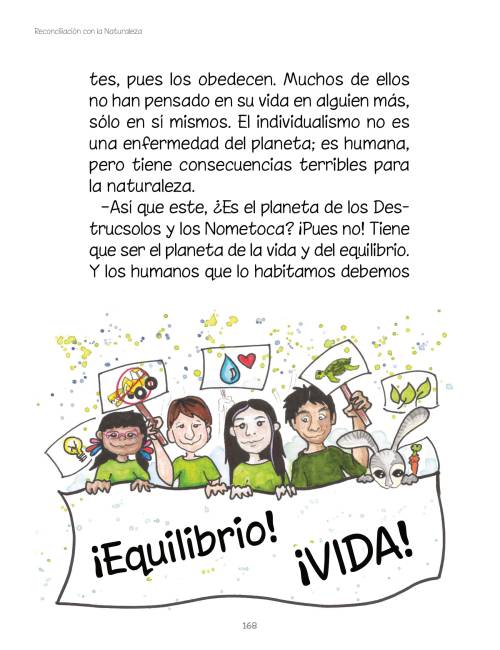 Reconciliación con la Naturaleza
tes, pues los obedecen. Muchos de ellos
no han pensado en su vida en alguien más,
sólo en sí mismos. El individualismo no es
una enfermedad del planeta; es humana,
pero tiene consecuencias terribles para
la naturaleza.
-Así que este, ¿Es el planeta de los Des-
trucsolos y los Nometoca? ¡Pues no! Tiene
que ser el planeta de la vida y del equilibrio.
Y los humanos que lo habitamos debemos
¡Equilibrio!
¡VIDA!
168